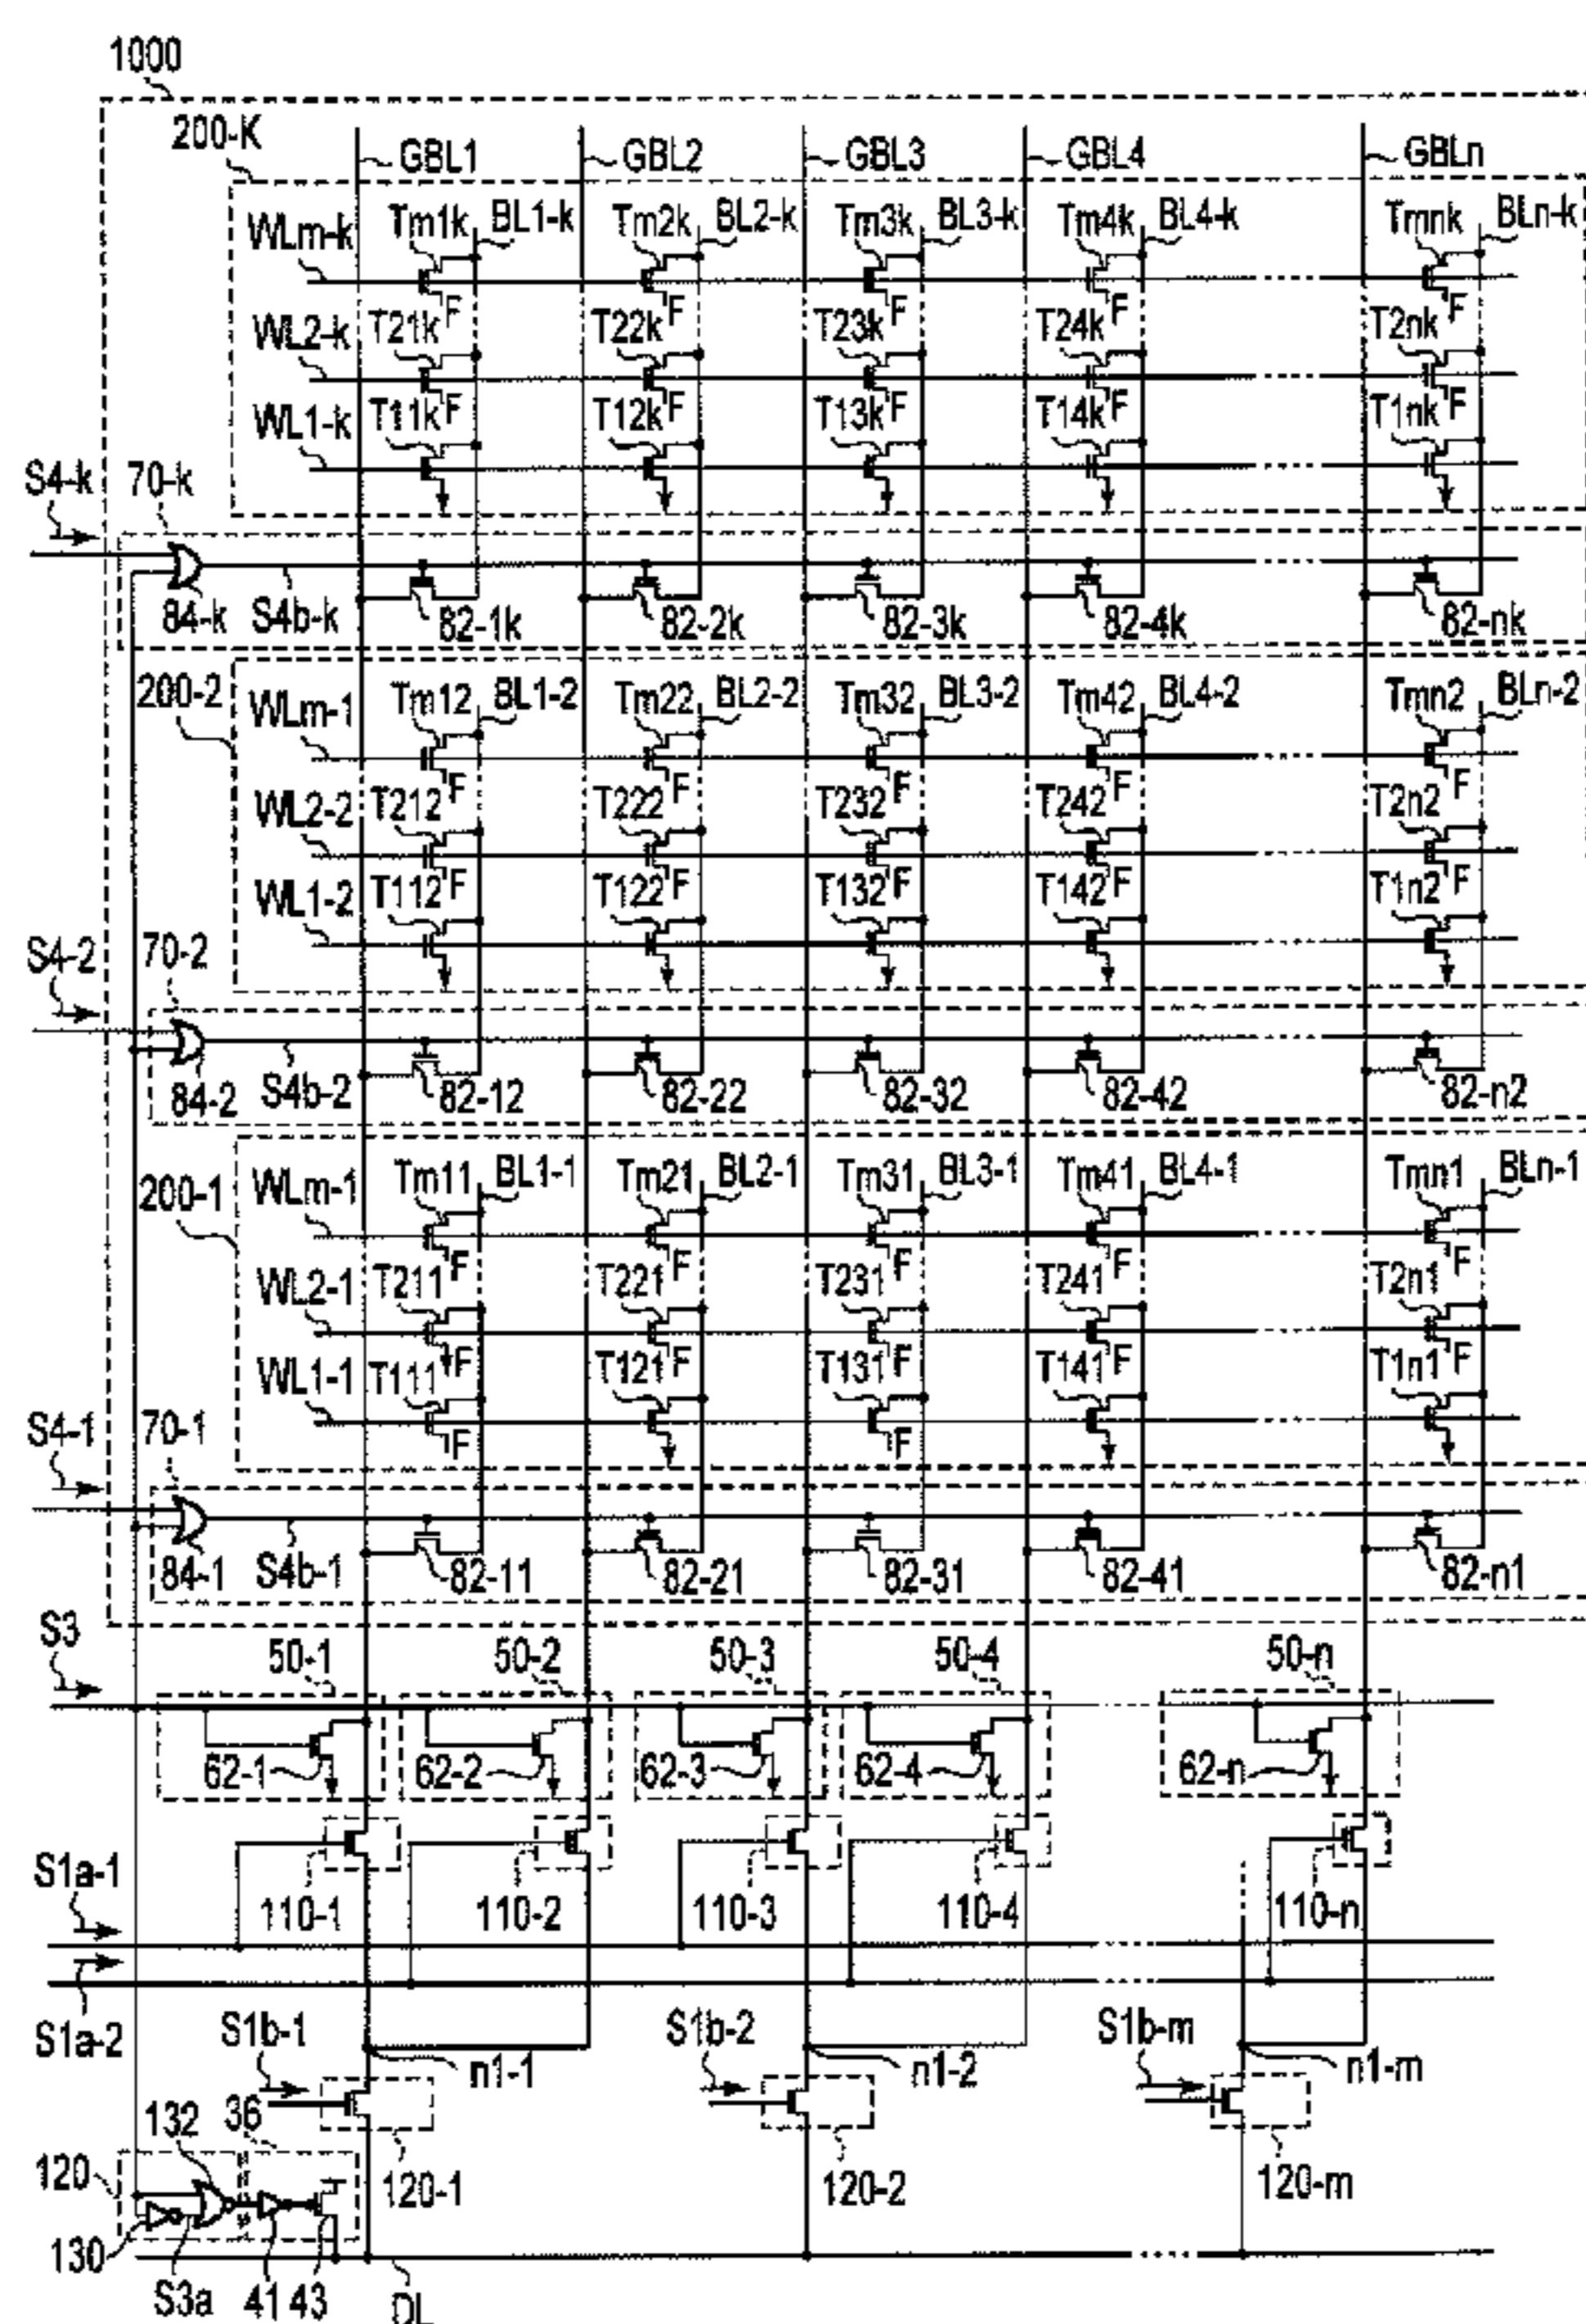 1000
200-K
GBL1 GBL2 GBL3 GBL4 GBLn
WLm-k Tm1k BL1-k Tm2k BL2-k Tm3k BL3-k Tm4k BL4-k Tmnk BLn-k
F F F F F
WL2-k T21k T22k T23k T24k T2nk
F F F F F
WL1-k T11k T12k T13k T14k T1nk
S4-k 70-k
84-k S4b-k 82-1k 82-2k 82-3k 82-4k 82-nk
200-2 WLm-1 Tm12 BL1-2 Tm22 BL2-2 Tm32 BL3-2 Tm42 BL4-2 Tmn2 BLn-2
F F F F F
WL2-2 T212 T222 T232 T242 T2n2
F F F F F
WL1-2 T112 T122 T132 T142 T1n2
S4-2 70-2
84-2 S4b-2 82-12 82-22 82-32 82-42 82-n2
200-1 WLm-1 Tm11 BL1-1 Tm21 BL2-1 Tm31 BL3-1 Tm41 BL4-1 Tmn1 BLn-1
F F F F F
WL2-1 T211 T221 T231 T241 T2n1
F F F F F
WL1-1 T111 T121 T131 T141 T1n1
F F
S4-1 70-1
84-1 S4b-1 82-11 82-21 82-31 82-41 82-n1
S3 50-1 50-2 50-3 50-4 50-n
62-1 62-2 62-3 62-4 62-n
S1a-1 110-1 110-2 110-3 110-4 110-n
S1a-2 S1b-1 n1-1 S1b-2 n1-2 S1b-m n1-m
132 36
120 120-1 120-2 120-m
130 S3a 41 43 DL